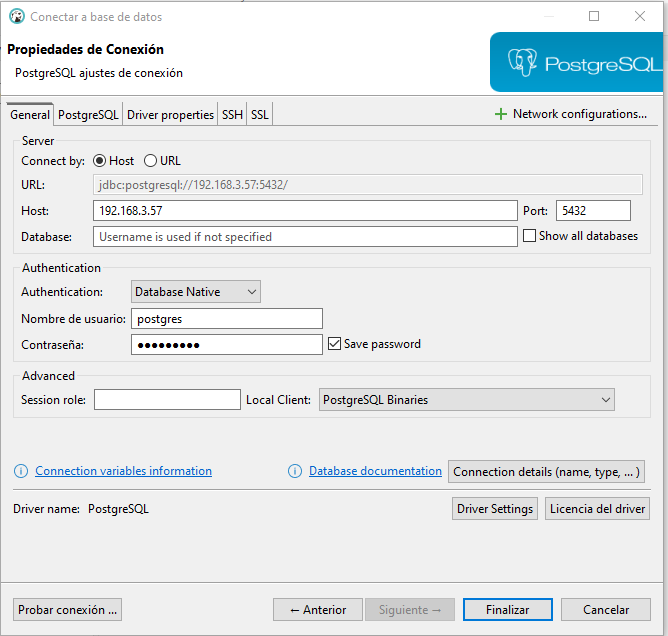 Conectar a base de datos
Propiedades de Conexión
PostgreSQL ajustes de conexión
PostgreSQL
General PostgreSQL Driver properties SSH SSL Network configurations...
Server
Connect by: Host URL
URL: jdbc:postgresql://192.168.3.57:5432/
Host: 192.168.3.57 Port: 5432
Database: Username is used if not specified Show all databases
Authentication
Authentication: Database Native
Nombre de usuario: postgres
Contraseña: ●●●●●●●●● Save password
Advanced
Session role: Local Client: PostgreSQL Binaries
Connection variables information Database documentation Connection details (name, type, ... )
Driver name: PostgreSQL Driver Settings Licencia del driver
Probar conexión ... ← Anterior Siguiente → Finalizar Cancelar